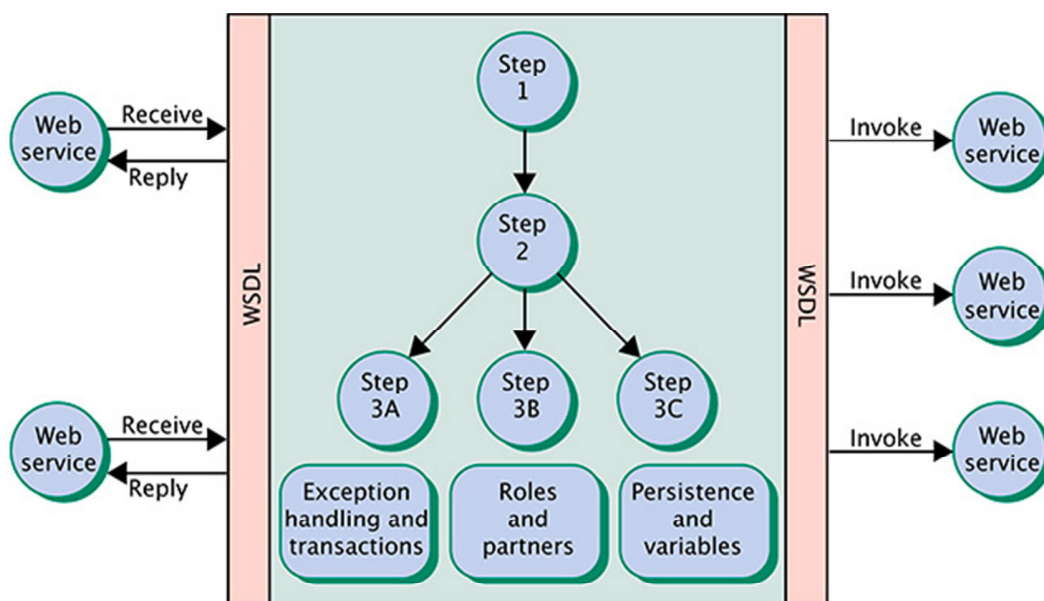 Web
service
Receive
Reply
Web
service
Receive
Reply
WSDL
Step
1
Step
2
Step
3A
Step
3B
Step
3C
Exception
handling and
transactions
Roles
and
partners
Persistence
and
variables
WSDL
Invoke
Web
service
Invoke
Web
service
Invoke
Web
service